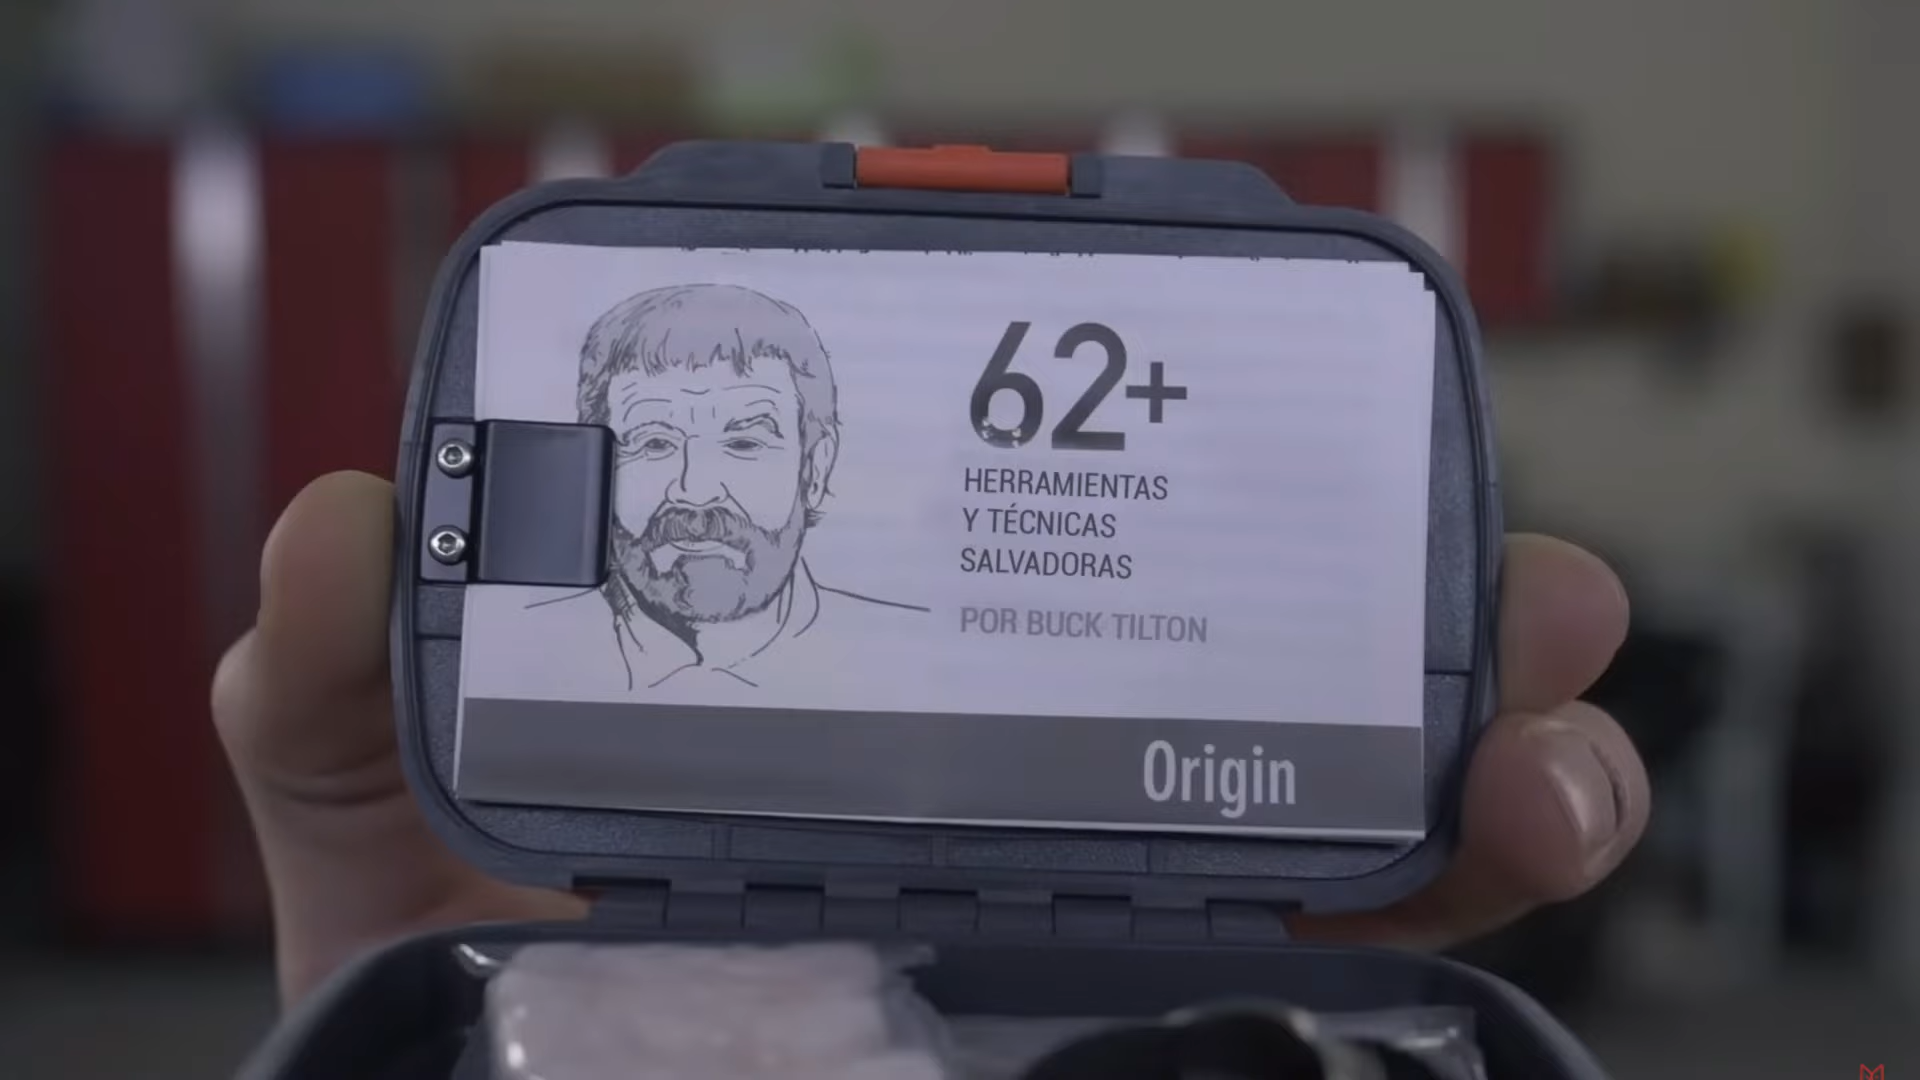 62+
HERRAMIENTAS
Y TÉCNICAS
SALVADORAS
POR BUCK TILTON
Origin